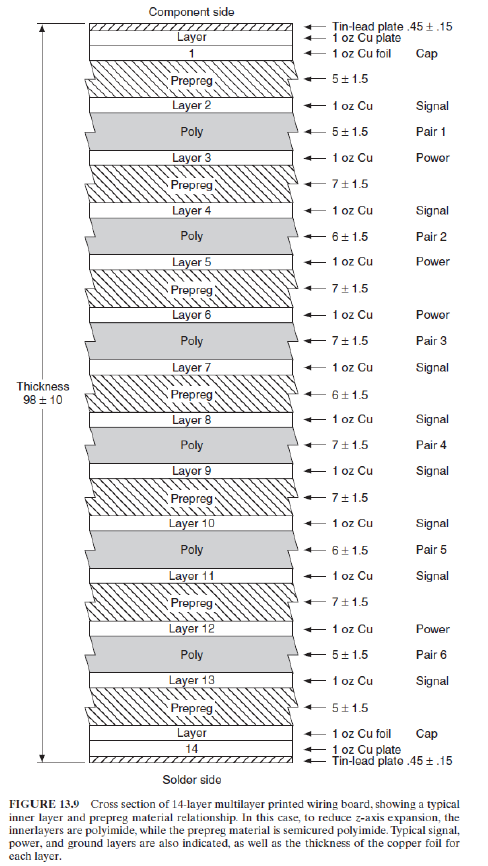 Component side
Tin-lead plate .45 ± .15
Layer 1 oz Cu plate
1 1 oz Cu foil Cap
Prepreg 5 ± 1.5
Layer 2 1 oz Cu Signal
Poly 5 ± 1.5 Pair 1
Layer 3 1 oz Cu Power
Prepreg 7 ± 1.5
Layer 4 1 oz Cu Signal
Poly 6 ± 1.5 Pair 2
Layer 5 1 oz Cu Power
Prepreg 7 ± 1.5
Layer 6 1 oz Cu Power
Poly 7 ± 1.5 Pair 3
Layer 7 1 oz Cu Signal
Thickness
98 ± 10
Prepreg 6 ± 1.5
Layer 8 1 oz Cu Signal
Poly 7 ± 1.5 Pair 4
Layer 9 1 oz Cu Signal
Prepreg 7 ± 1.5
Layer 10 1 oz Cu Signal
Poly 6 ± 1.5 Pair 5
Layer 11 1 oz Cu Signal
Prepreg 7 ± 1.5
Layer 12 1 oz Cu Power
Poly 5 ± 1.5 Pair 6
Layer 13 1 oz Cu Signal
Prepreg 5 ± 1.5
Layer 1 oz Cu foil Cap
14 1 oz Cu plate
Tin-lead plate .45 ± .15
Solder side
FIGURE 13.9 Cross section of 14-layer multilayer printed wiring board, showing a typical
inner layer and prepreg material relationship. In this case, to reduce z-axis expansion, the
innerlayers are polyimide, while the prepreg material is semicured polyimide. Typical signal,
power, and ground layers are also indicated, as well as the thickness of the copper foil for
each layer.